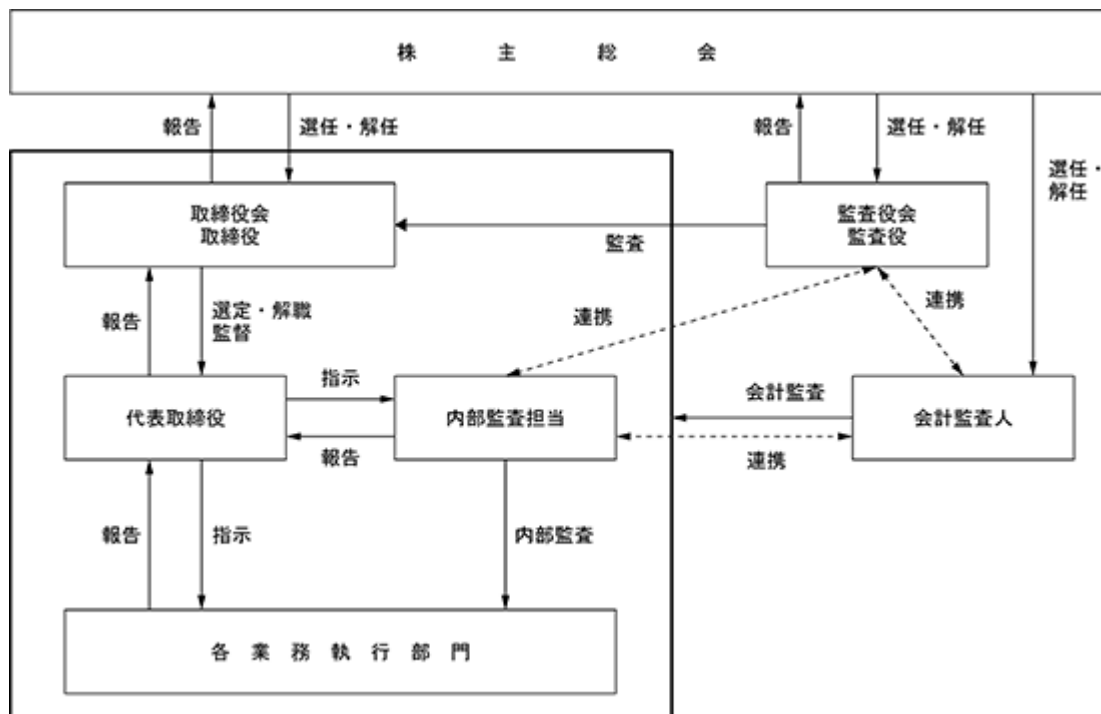 株主総会
報告
選任・解任
報告
選任・解任
選任・
解任
取締役会
取締役
監査役会
監査役
監査
報告
選定・解職
監督
連携
連携
代表取締役
指示
報告
内部監査担当
会計監査
連携
会計監査人
報告
指示
内部監査
各業務執行部門